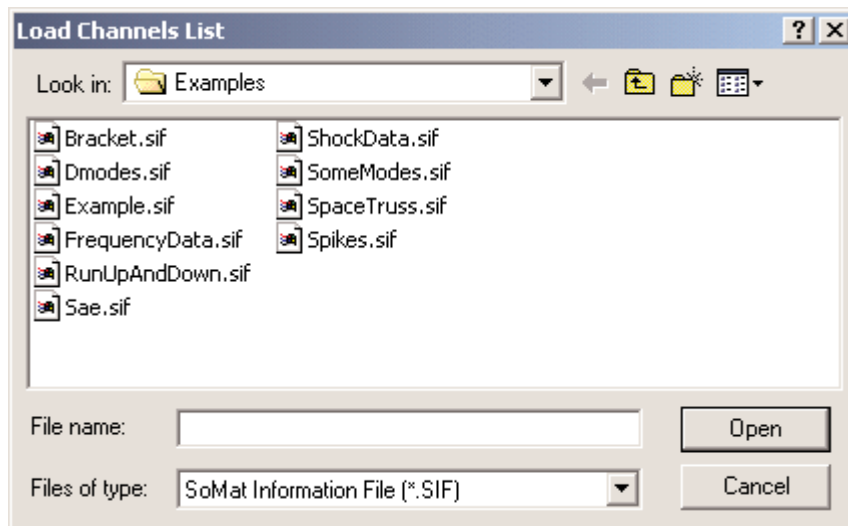 Load Channels List
Look in: Examples
Bracket.sif
Dmodes.sif
Example.sif
FrequencyData.sif
RunUpAndDown.sif
Sae.sif
ShockData.sif
SomeModes.sif
SpaceTruss.sif
Spikes.sif
File name:
Open
Files of type: SoMat Information File (*.SIF)
Cancel